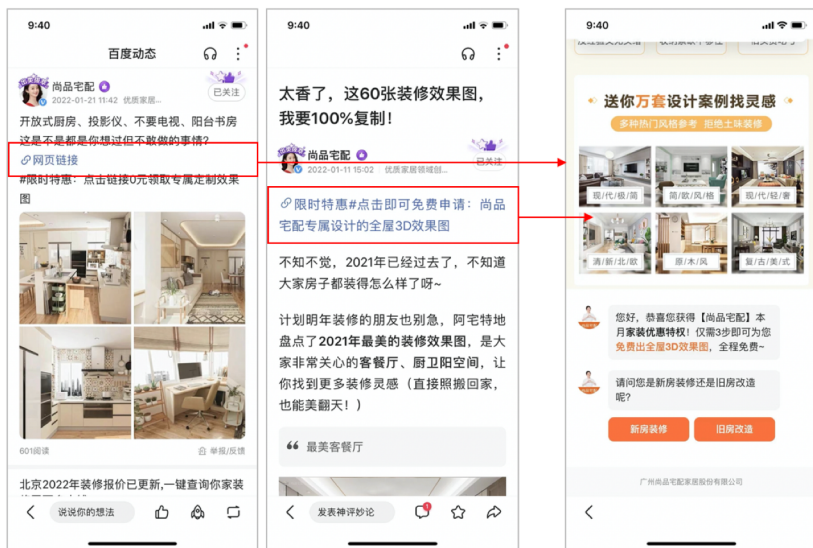 9:40
百度动态
尚品宅配
2022-01-21 11:42 优质家居...
已关注
开放式厨房、投影仪、不要电视、阳台书房
这是不是都是你想过但不敢做的事情?
网页链接
#限时特惠：点击链接0元领取专属定制效果
图
601阅读
举报/反馈
北京2022年装修报价已更新,一键查询你家装
说说你的想法
9:40
太香了，这60张装修效果图，
我要100%复制！
尚品宅配
2022-01-11 15:02 优质家居领域创...
已关注
限时特惠#点击即可免费申请：尚品
宅配专属设计的全屋3D效果图
不知不觉，2021年已经过去了，不知道
大家房子都装得怎么样了呀~
计划明年装修的朋友也别急，阿宅特地
盘点了2021年最美的装修效果图，是大
家非常关心的客餐厅、厨卫阳空间，让
你找到更多装修灵感（直接照搬回家，
也能美翻天！）
最美客餐厅
发表神评妙论
1
9:40
送你万套设计案例找灵感
多种热门风格参考 拒绝土味装修
现/代/极/简
简/欧/风/格
现/代/轻/奢
清/新/北/欧
原/木/风
复/古/美/式
您好，恭喜您获得【尚品宅配】本
月家装优惠特权！仅需3步即可为您
免费出全屋3D效果图，全程免费~
请问您是新房装修还是旧房改造
呢?
新房装修
旧房改造
广州尚品宅配家居股份有限公司